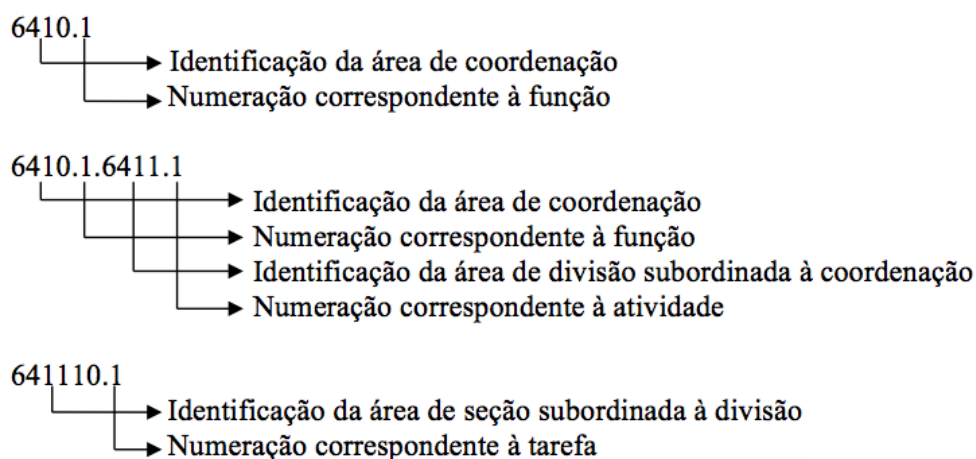 6410.1
Identificação da área de coordenação
Numeração correspondente à função
6410.1.6411.1
Identificação da área de coordenação
Numeração correspondente à função
Identificação da área de divisão subordinada à coordenação
Numeração correspondente à atividade
641110.1
Identificação da área de seção subordinada à divisão
Numeração correspondente à tarefa